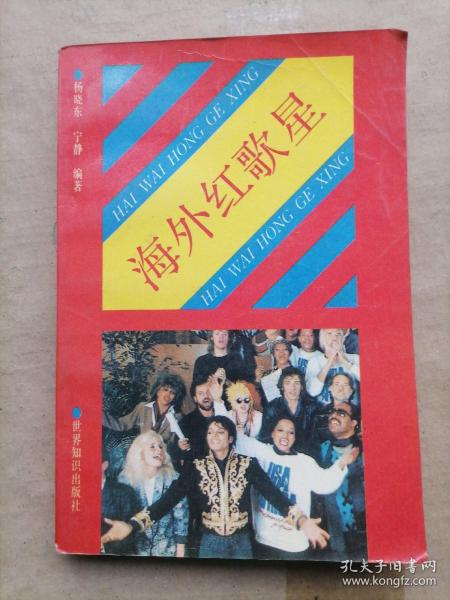 杨晓东 宁静 编著
HAI WAI HONG GE XING
海外红歌星
HAI WAI HONG GE XING
世界知识出版社
USA
USA
孔夫子旧书网
www.kongfz.com